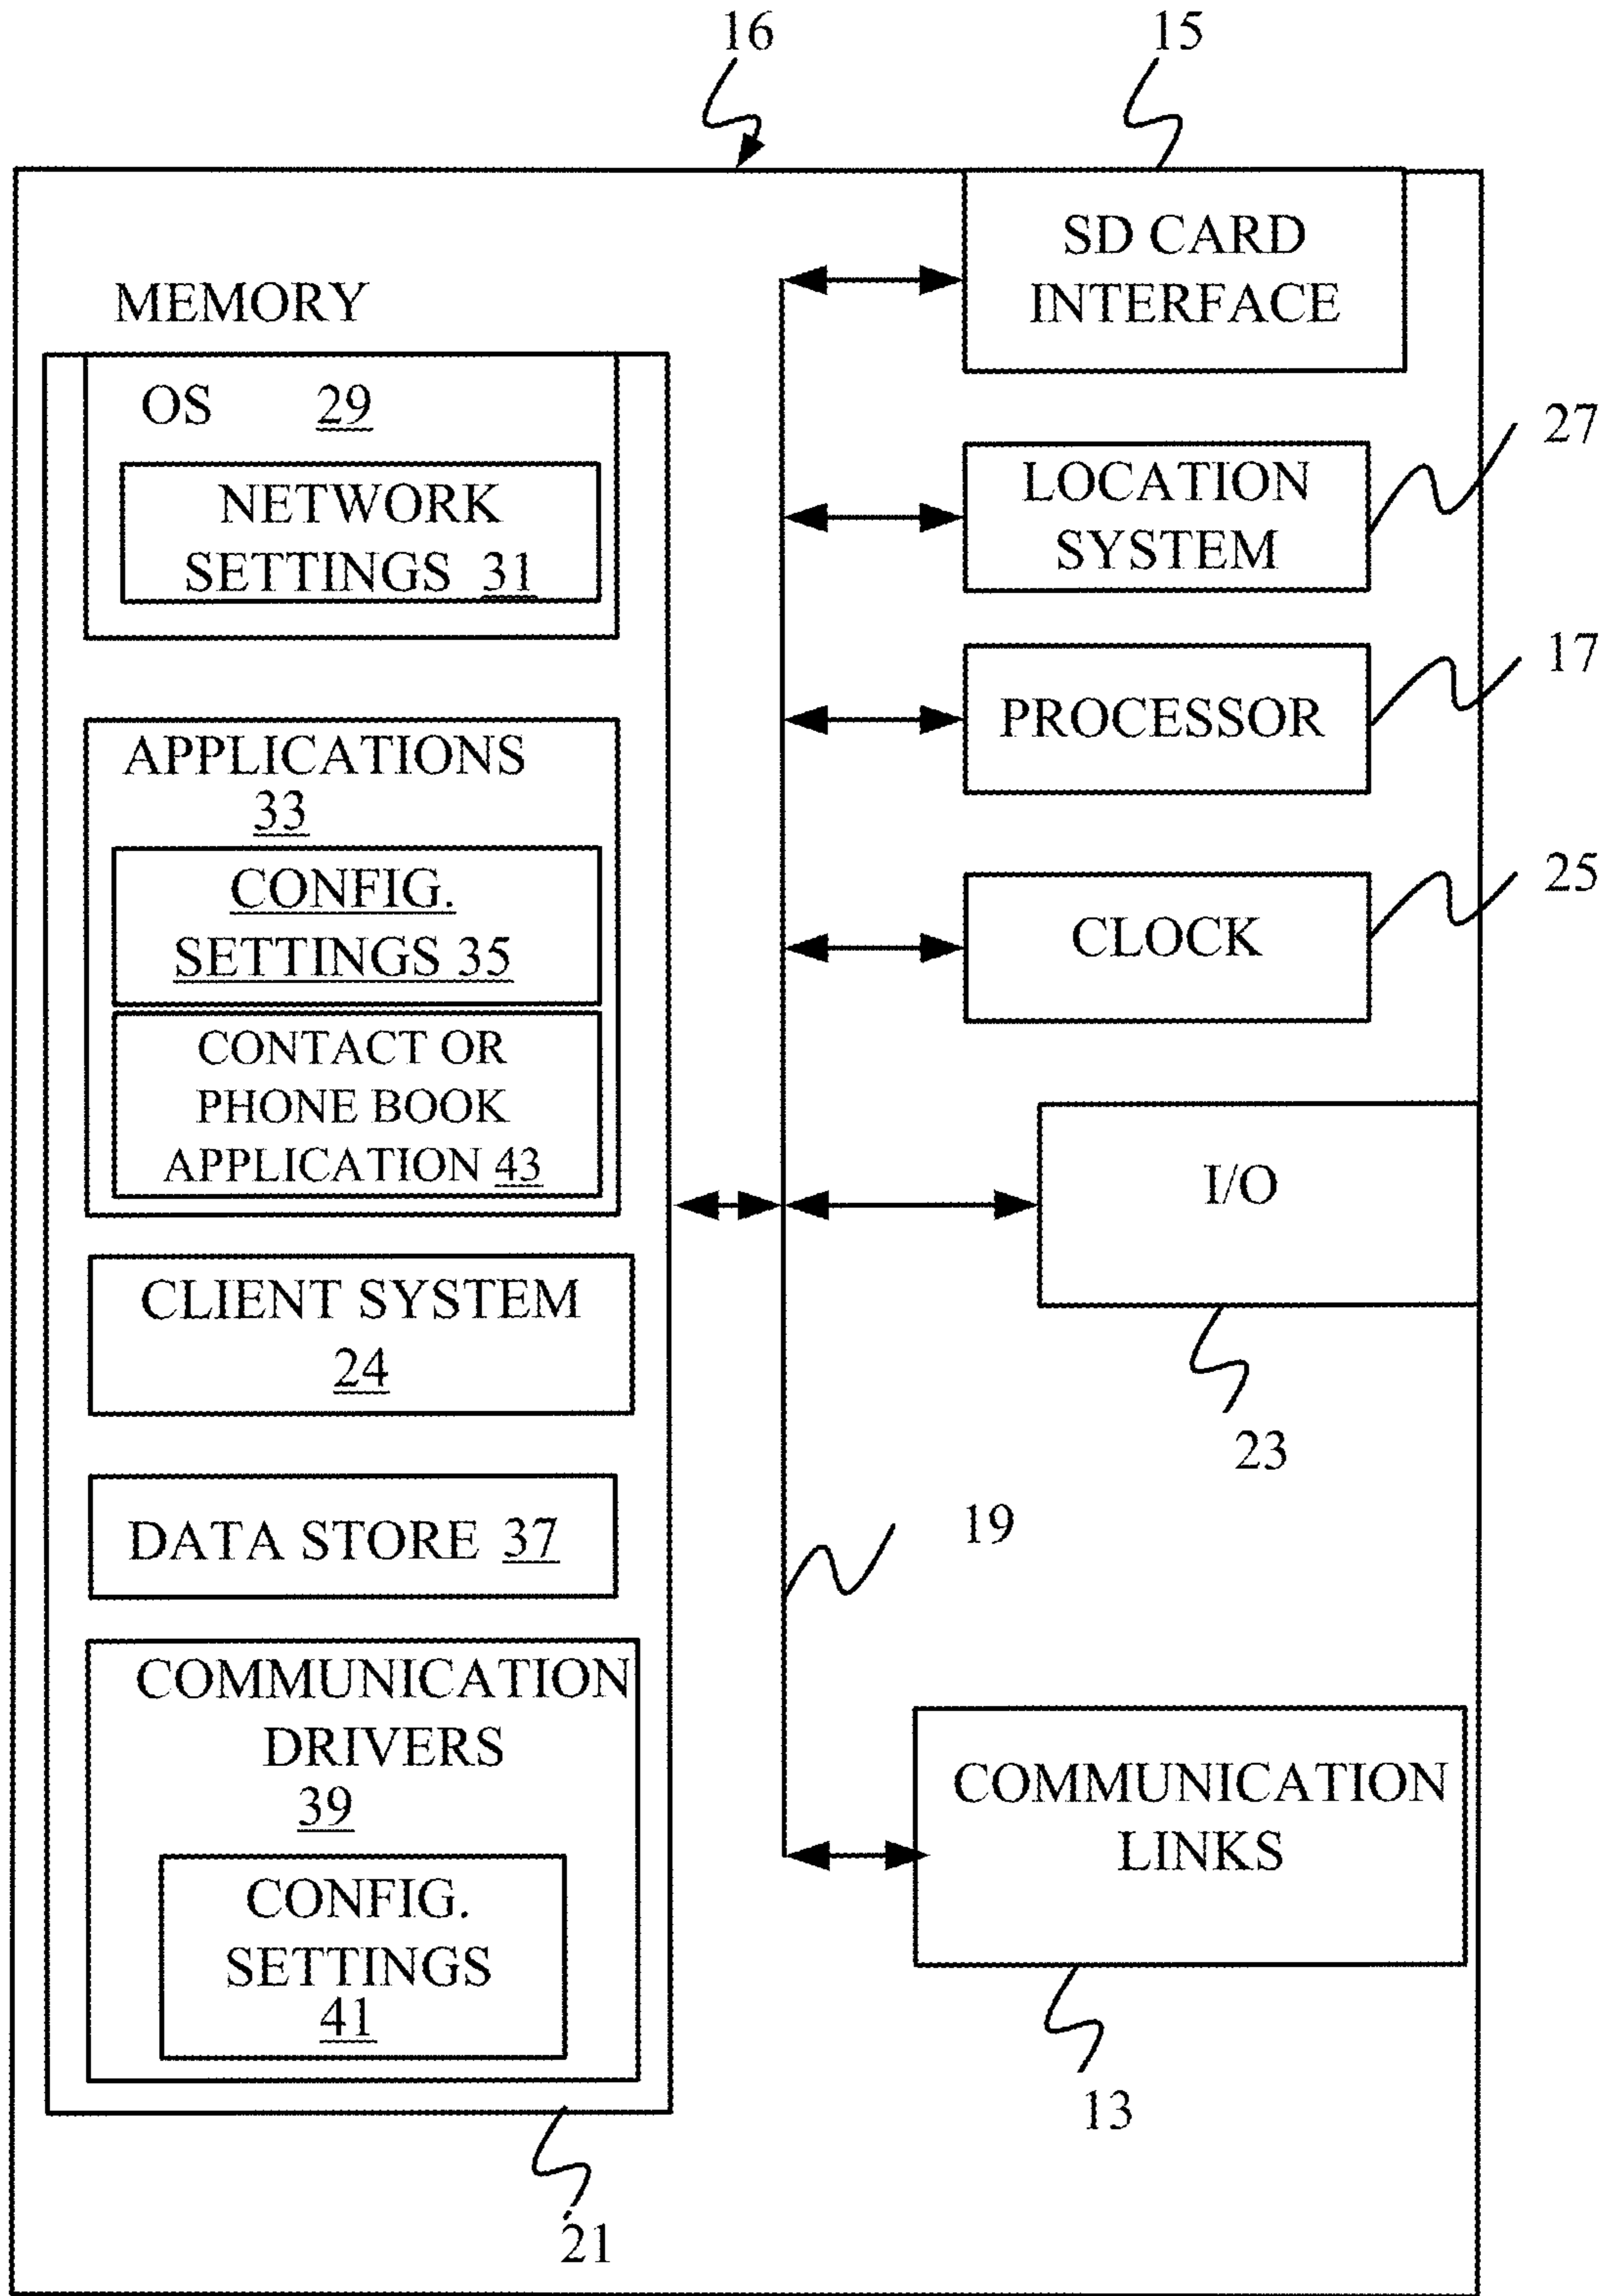 16
15
SD CARD
INTERFACE
MEMORY
OS 29
NETWORK
SETTINGS 31
27
LOCATION
SYSTEM
17
PROCESSOR
APPLICATIONS
33
CONFIG.
SETTINGS 35
25
CLOCK
CONTACT OR
PHONE BOOK
APPLICATION 43
I/O
23
CLIENT SYSTEM
24
19
DATA STORE 37
COMMUNICATION
DRIVERS
39
CONFIG.
SETTINGS
41
COMMUNICATION
LINKS
13
21